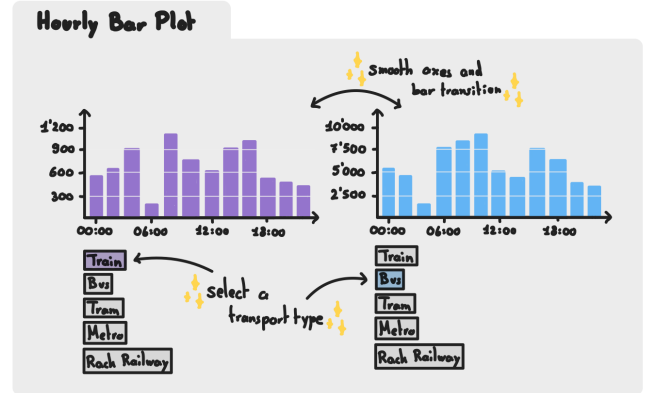 Hourly Bar Plot
smooth axes and
bar transition
1'200
900
600
300
00:00 06:00 12:00 18:00
10'000
7'500
5'000
2'500
00:00 06:00 12:00 18:00
Train
Bus
Tram
Metro
Rack Railway
select a
transport type
Train
Bus
Tram
Metro
Rack Railway